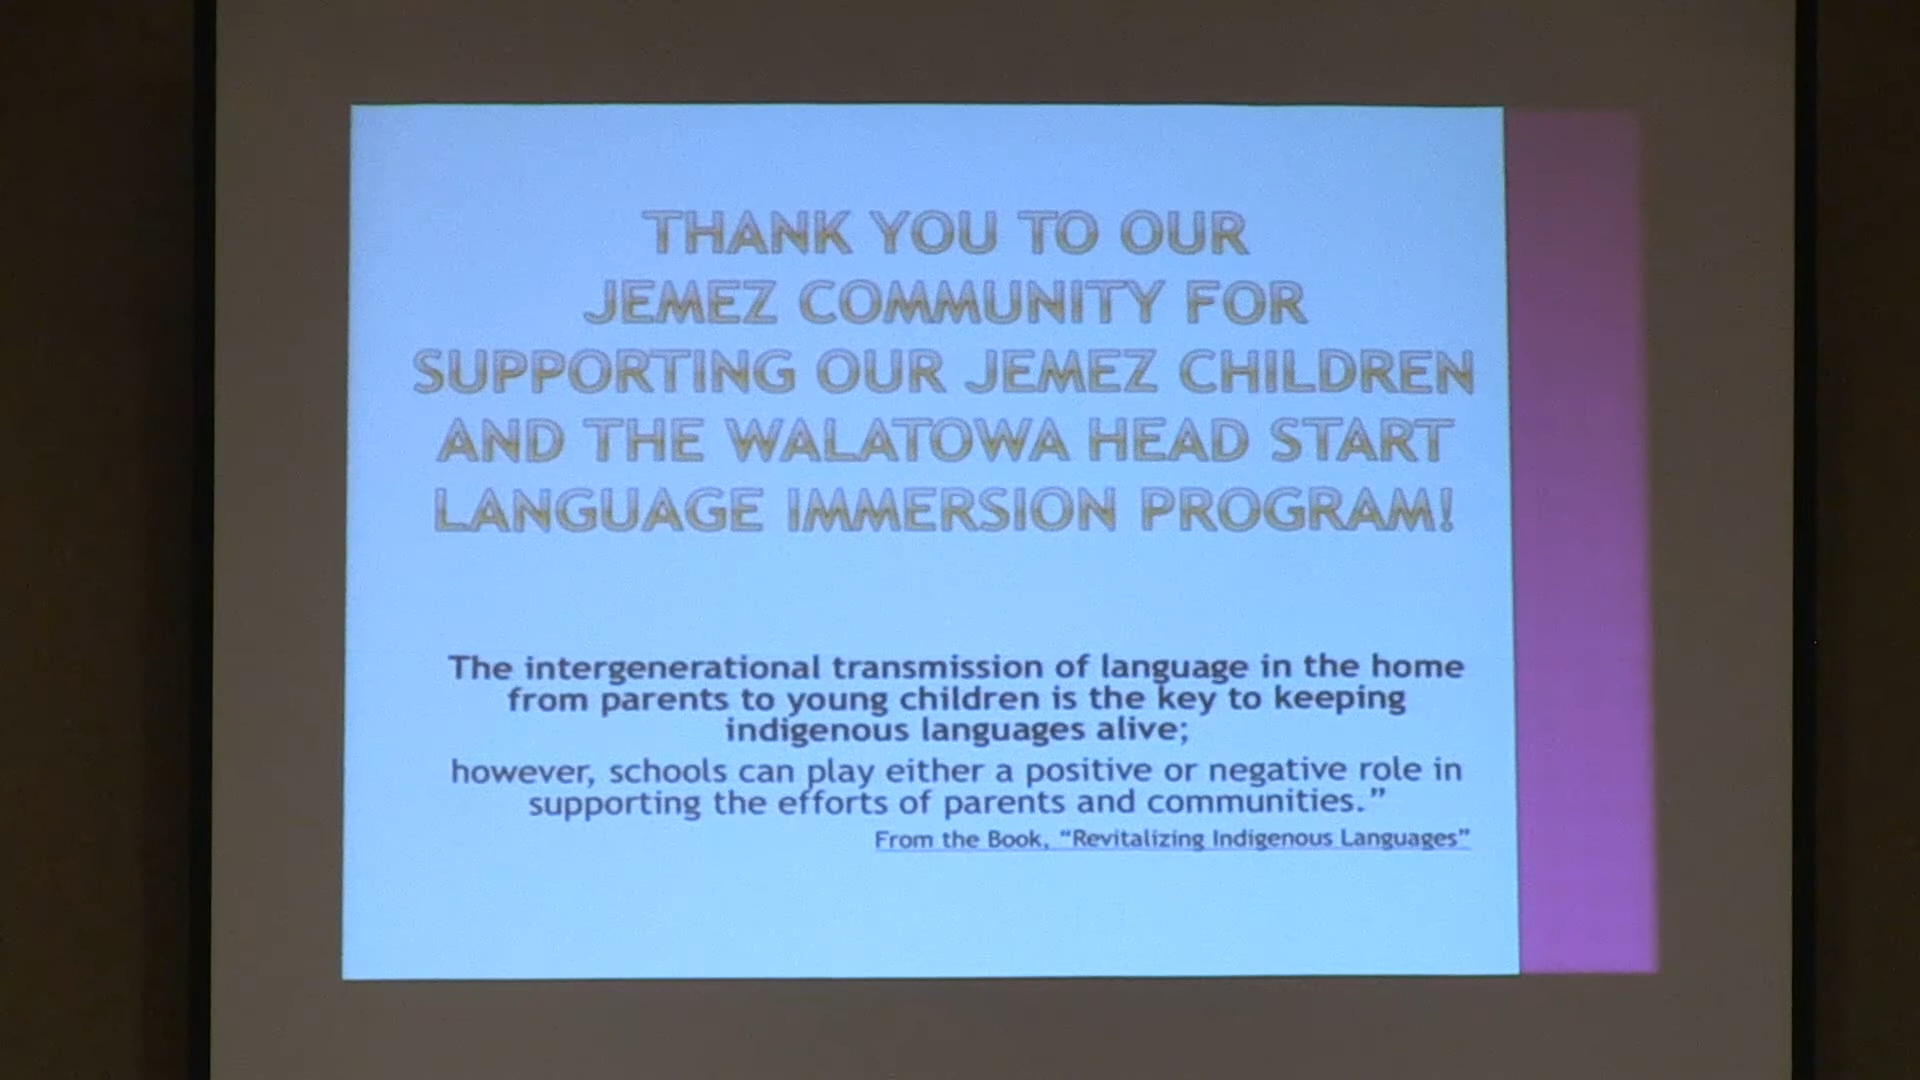 THANK YOU TO OUR
JEMEZ COMMUNITY FOR
SUPPORTING OUR JEMEZ CHILDREN
AND THE WALATOWA HEAD START
LANGUAGE IMMERSION PROGRAM!
The intergenerational transmission of language in the home
from parents to young children is the key to keeping
indigenous languages alive;
however, schools can play either a positive or negative role in
supporting the efforts of parents and communities.”
From the Book, “Revitalizing Indigenous Languages”